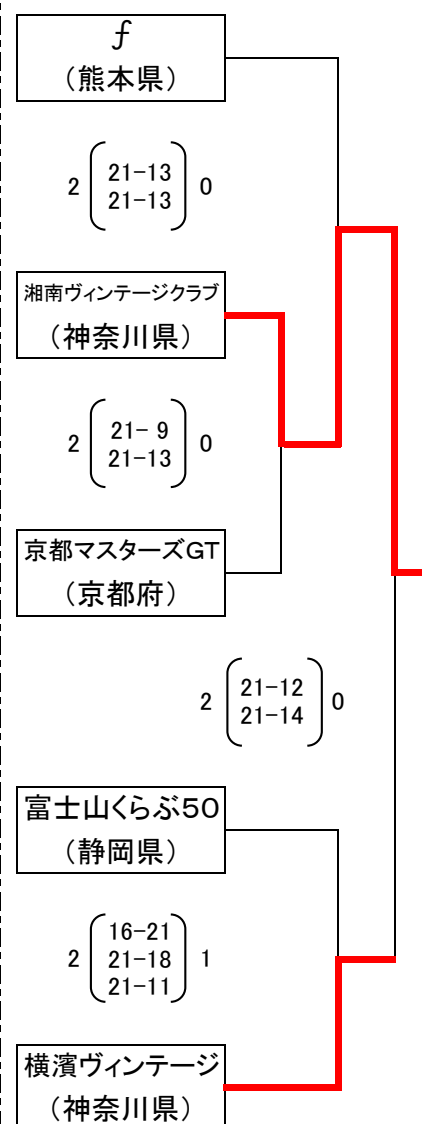 f
（熊本県）
2 21-13 0
21-13
湘南ヴィンテージクラブ
（神奈川県）
2 21- 9 0
21-13
京都マスターズGT
（京都府）
2 21-12 0
21-14
富士山くらぶ50
（静岡県）
16-21
2 21-18 1
21-11
横濱ヴィンテージ
（神奈川県）